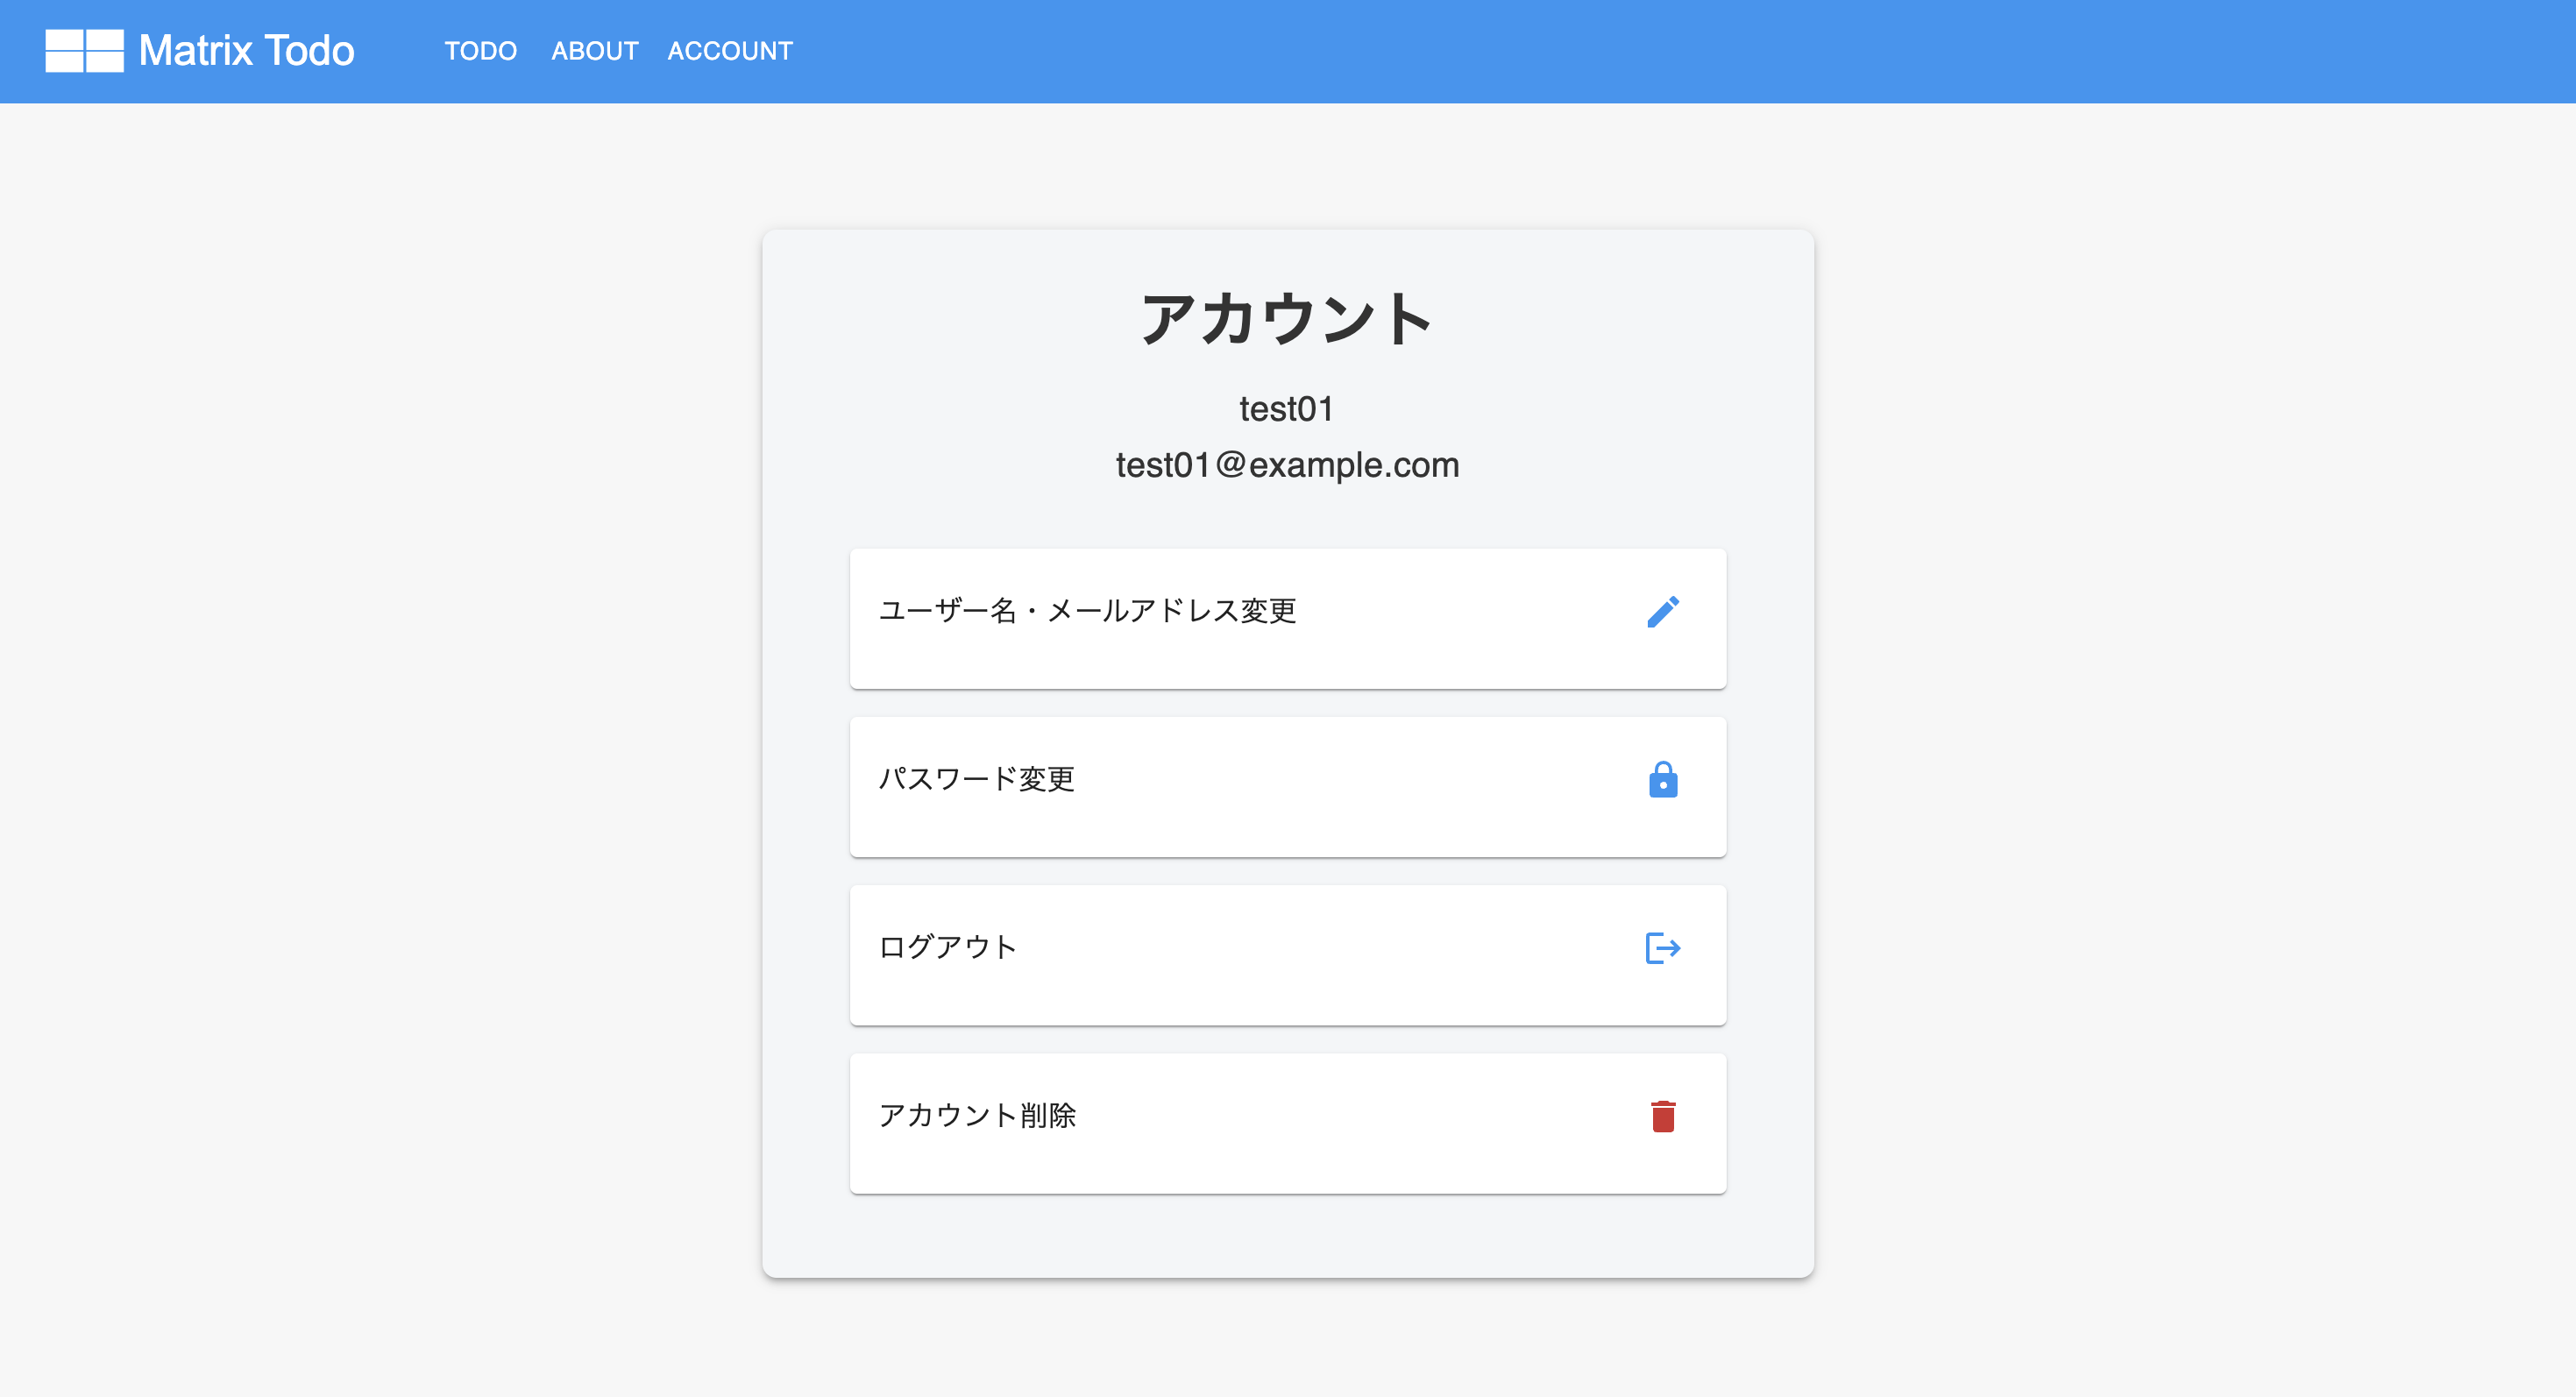 Matrix Todo
TODO ABOUT ACCOUNT
アカウント
test01
test01@example.com
ユーザー名・メールアドレス変更
パスワード変更
ログアウト
アカウント削除